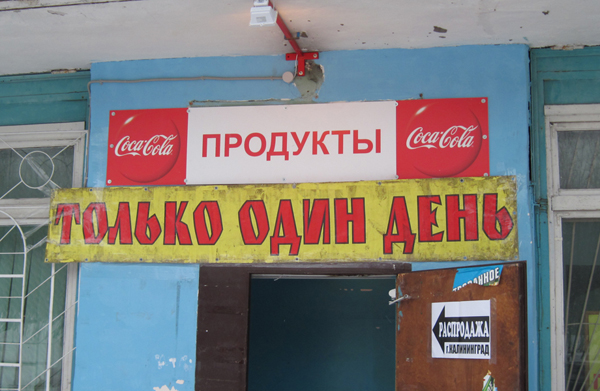 Coca-Cola ПРОДУКТЫ Coca-Cola
ТОЛЬКО ОДИН ДЕНЬ
РАСПРОДАЖА
г.КАЛИНИНГРАД